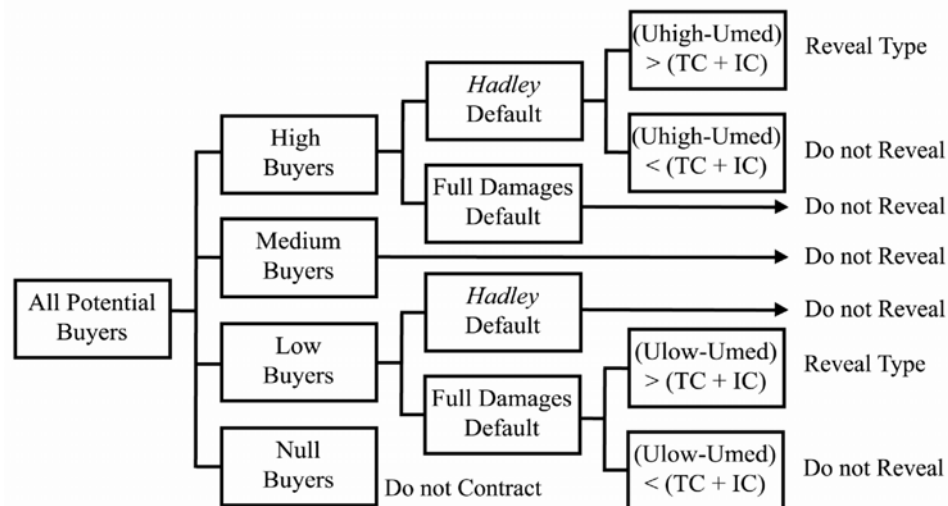 All Potential
Buyers
High
Buyers
Hadley
Default
(Uhigh-Umed)
> (TC + IC)
Reveal Type
(Uhigh-Umed)
< (TC + IC)
Do not Reveal
Full Damages
Default
Do not Reveal
Medium
Buyers
Do not Reveal
Low
Buyers
Hadley
Default
Do not Reveal
Full Damages
Default
(Ulow-Umed)
> (TC + IC)
Reveal Type
(Ulow-Umed)
< (TC + IC)
Do not Reveal
Null
Buyers
Do not Contract